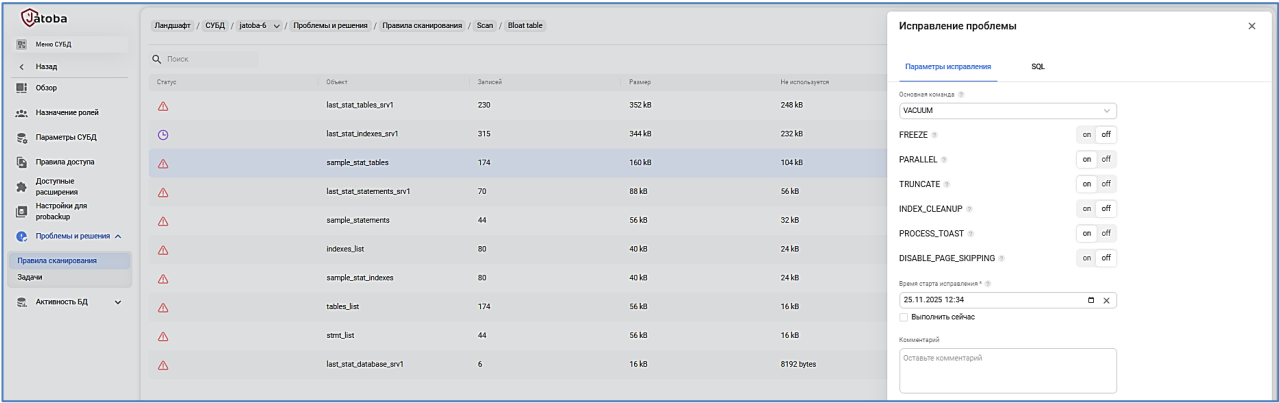 Jatoba
Меню СУБД
Назад
Обзор
Назначение ролей
Параметры СУБД
Правила доступа
Доступные
расширения
Настройки для
probackup
Проблемы и решения
Правила сканирования
Задачи
Активность БД
Ландшафт / СУБД / jatoba-6 / Проблемы и решения / Правила сканирования / Scan / Bloat table
Поиск
Статус Объект Записей Размер Не используется
last_stat_tables_srv1 230 352 kB 248 kB
last_stat_indexes_srv1 315 344 kB 232 kB
sample_stat_tables 174 160 kB 104 kB
last_stat_statements_srv1 70 88 kB 56 kB
sample_statements 44 56 kB 32 kB
indexes_list 80 40 kB 24 kB
sample_stat_indexes 80 40 kB 24 kB
tables_list 174 56 kB 16 kB
stmt_list 44 56 kB 16 kB
last_stat_database_srv1 6 16 kB 8192 bytes
Исправление проблемы
Параметры исправления SQL
Основная команда
VACUUM
FREEZE on off
PARALLEL on off
TRUNCATE on off
INDEX_CLEANUP on off
PROCESS_TOAST on off
DISABLE_PAGE_SKIPPING on off
Время старта исправления *
25.11.2025 12:34
Выполнить сейчас
Комментарий
Оставьте комментарий